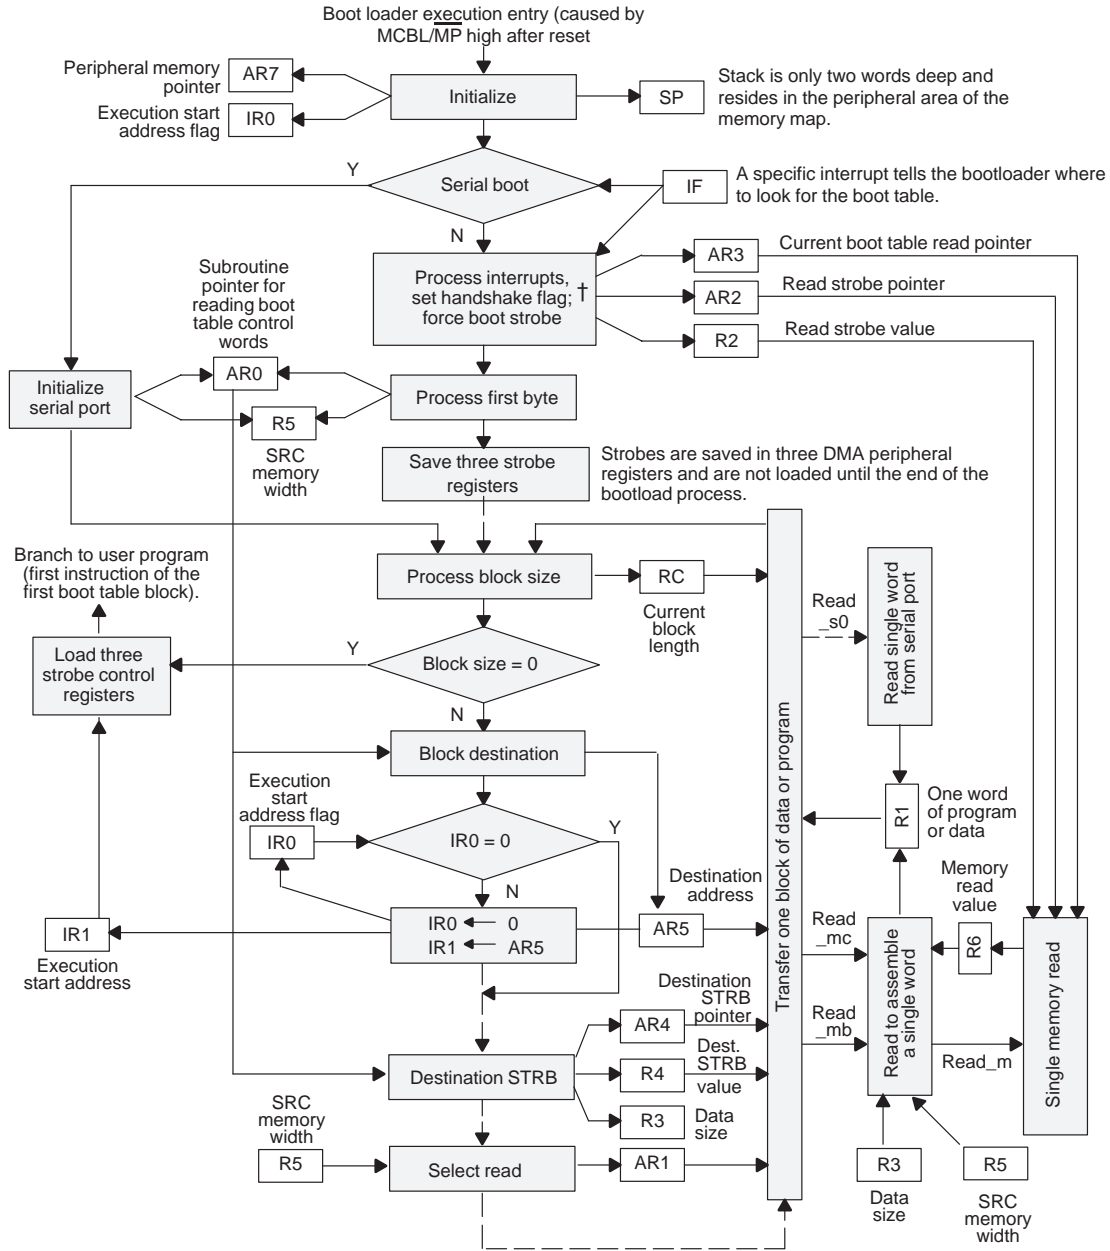 Boot loader execution entry (caused by
MCBL/MP high after reset
Peripheral memory
pointer
AR7
Execution start
address flag
IR0
Initialize
SP
Stack is only two words deep and
resides in the peripheral area of the
memory map.
Y
Serial boot
IF
A specific interrupt tells the bootloader where
to look for the boot table.
N
Process interrupts,
set handshake flag; †
force boot strobe
AR3
Current boot table read pointer
AR2
Read strobe pointer
R2
Read strobe value
Subroutine
pointer for
reading boot
table control
words
AR0
Initialize
serial port
R5
SRC
memory
width
Process first byte
Save three strobe
registers
Strobes are saved in three DMA peripheral
registers and are not loaded until the end of the
bootload process.
Branch to user program
(first instruction of the
first boot table block).
Process block size
RC
Current
block
length
Load three
strobe control
registers
Y
Block size = 0
N
Block destination
Execution
start
address flag
IR0
IR0 = 0
Y
N
IR0 0
IR1 AR5
IR1
Execution
start address
Destination
address
AR5
Destination
STRB
pointer
AR4
Destination STRB
R4
Dest.
STRB
value
R3
Data
size
SRC
memory
width
R5
Select read
AR1
Transfer one block of data or program
Read
_s0
Read single word
from serial port
R1
One word
of program
or data
Memory
read
value
R6
Read
_mc
Read
_mb
Read to assemble
a single word
Read_m
Single memory read
R3
Data
size
R5
SRC
memory
width